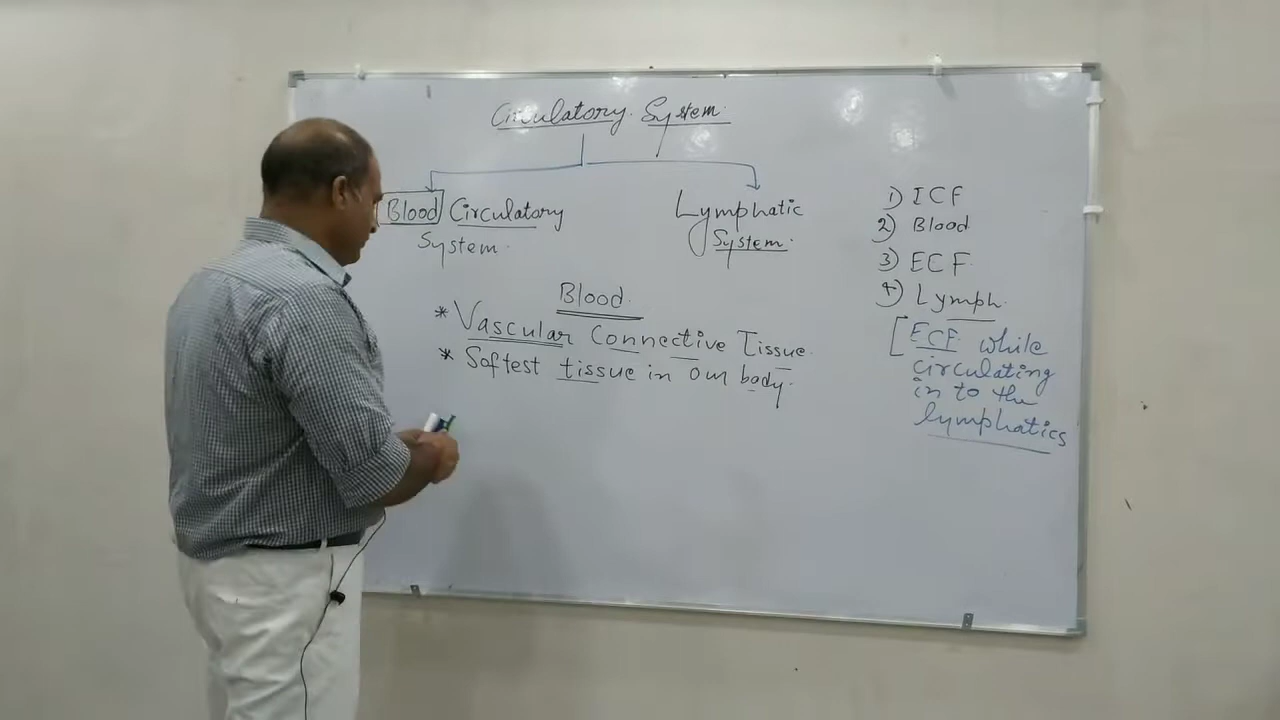 Circulatory System.
Blood Circulatory
System.
Lymphatic
System.
Blood.
* Vascular Connective Tissue.
* Softest tissue in our body.
1) ICF
2) Blood
3) ECF.
4) Lymph.
[ECF while
circulating
in to the
lymphatics